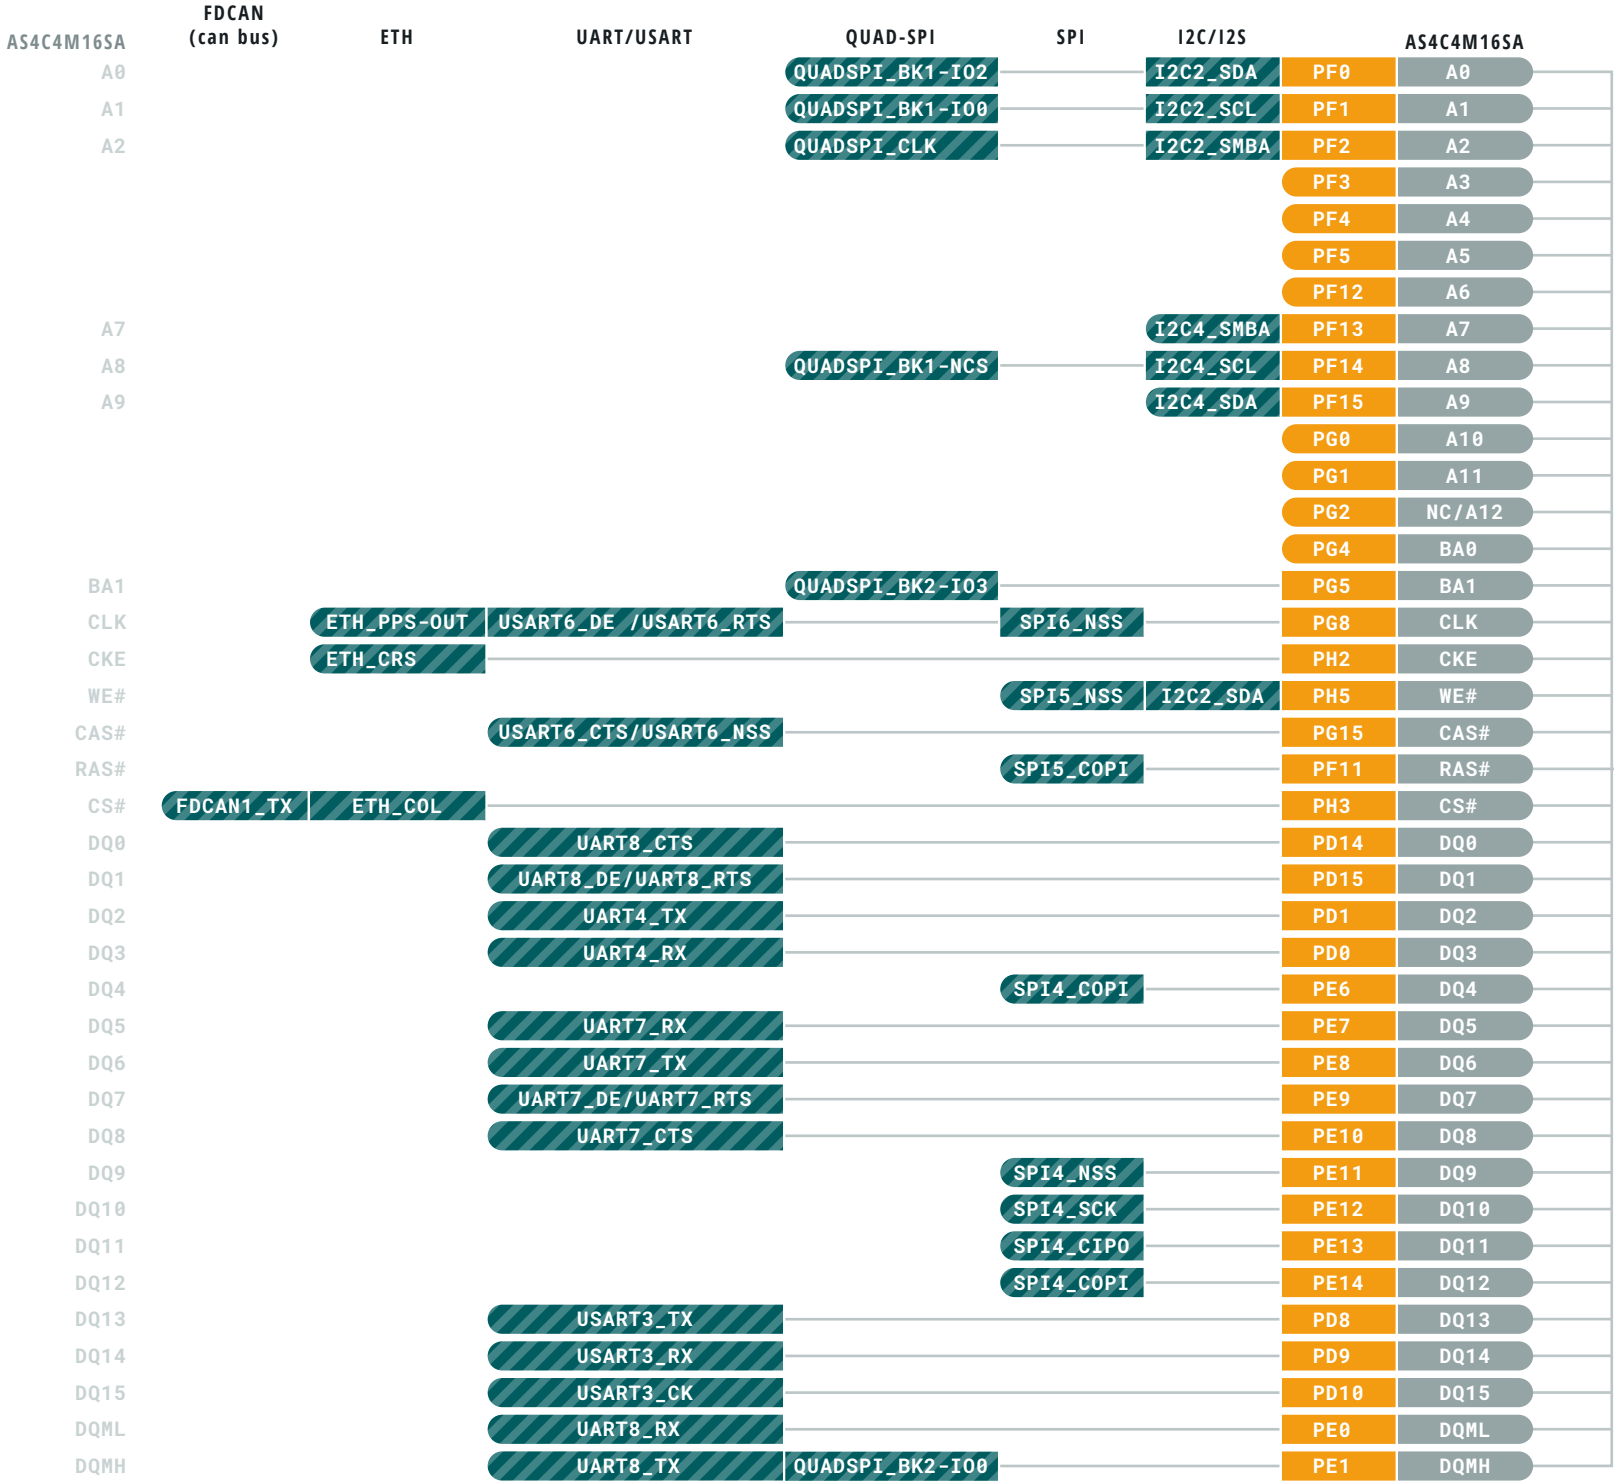 AS4C4M16SA FDCAN (can bus) ETH UART/USART QUAD-SPI SPI I2C/I2S AS4C4M16SA
A0 QUADSPI_BK1-IO2 I2C2_SDA PF0 A0
A1 QUADSPI_BK1-IO0 I2C2_SCL PF1 A1
A2 QUADSPI_CLK I2C2_SMBA PF2 A2
PF3 A3
PF4 A4
PF5 A5
PF12 A6
A7 I2C4_SMBA PF13 A7
A8 QUADSPI_BK1-NCS I2C4_SCL PF14 A8
A9 I2C4_SDA PF15 A9
PG0 A10
PG1 A11
PG2 NC/A12
PG4 BA0
BA1 QUADSPI_BK2-IO3 PG5 BA1
CLK ETH_PPS-OUT USART6_DE /USART6_RTS SPI6_NSS PG8 CLK
CKE ETH_CRS PH2 CKE
WE# SPI5_NSS I2C2_SDA PH5 WE#
CAS# USART6_CTS/USART6_NSS PG15 CAS#
RAS# SPI5_COPI PF11 RAS#
CS# FDCAN1_TX ETH_COL PH3 CS#
DQ0 UART8_CTS PD14 DQ0
DQ1 UART8_DE/UART8_RTS PD15 DQ1
DQ2 UART4_TX PD1 DQ2
DQ3 UART4_RX PD0 DQ3
DQ4 SPI4_COPI PE6 DQ4
DQ5 UART7_RX PE7 DQ5
DQ6 UART7_TX PE8 DQ6
DQ7 UART7_DE/UART7_RTS PE9 DQ7
DQ8 UART7_CTS PE10 DQ8
DQ9 SPI4_NSS PE11 DQ9
DQ10 SPI4_SCK PE12 DQ10
DQ11 SPI4_CIPO PE13 DQ11
DQ12 SPI4_COPI PE14 DQ12
DQ13 USART3_TX PD8 DQ13
DQ14 USART3_RX PD9 DQ14
DQ15 USART3_CK PD10 DQ15
DQML UART8_RX PE0 DQML
DQMH UART8_TX QUADSPI_BK2-IO0 PE1 DQMH